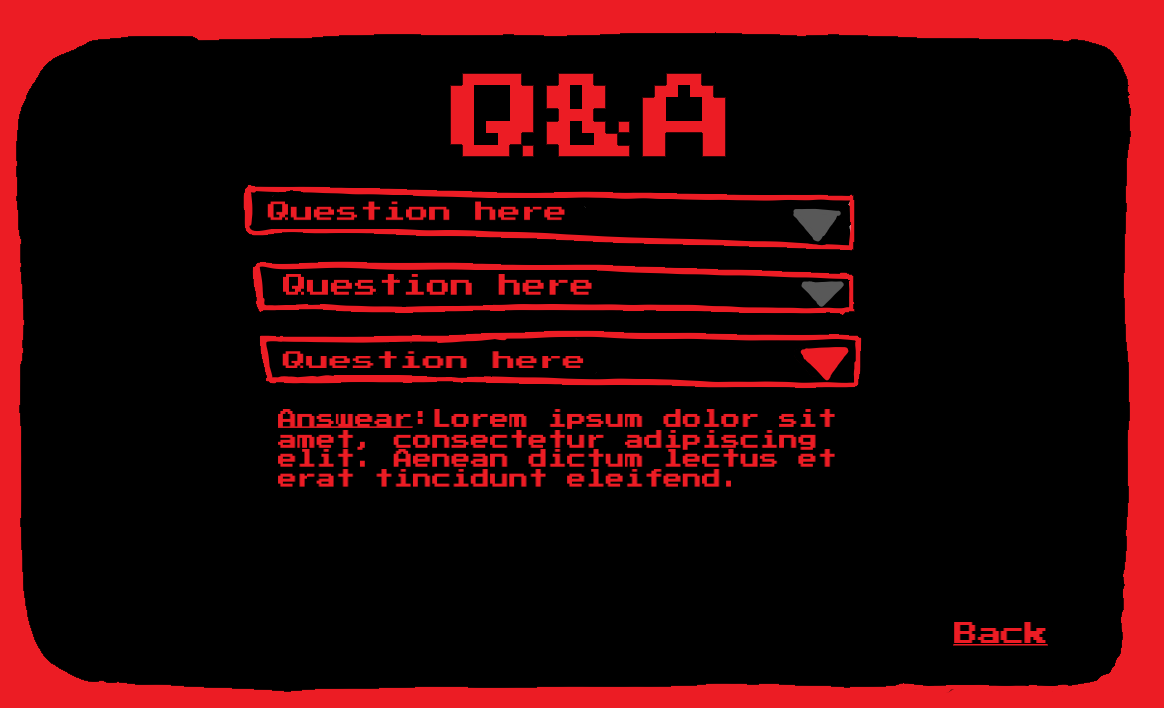 Q&A
Question here
Question here
Question here
Answear:Lorem ipsum dolor sit
amet, consectetur adipiscing
elit. Aenean dictum lectus et
erat tincidunt eleifend.
Back